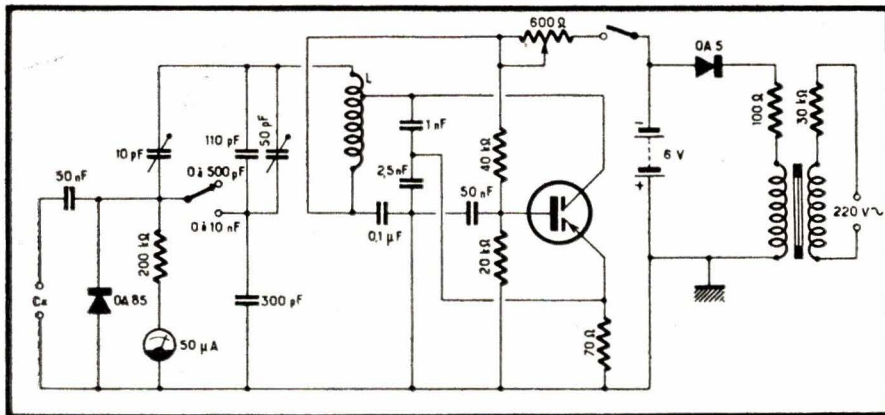 600 Ω
OA 5
L
10 pF
110 pF
50 pF
1 nF
40 kΩ
100 Ω
30 kΩ
50 nF
0 à 500 pF
2,5 nF
50 nF
6 V
0 à 10 nF
0,1 µF
220 V~
200 kΩ
20 kΩ
Cx
OA 85
300 pF
50 µA
70 Ω